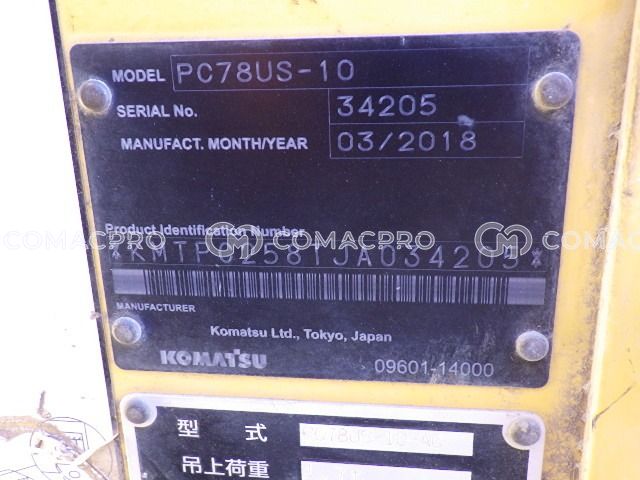 MODEL PC78US-10
SERIAL No. 34205
MANUFACT. MONTH/YEAR 03/2018
Product Identification Number
COMACPRO COMACPRO COMACPRO
MANUFACTURER
Komatsu Ltd., Tokyo, Japan
KOMATSU 09601-14000
型式
吊上荷重